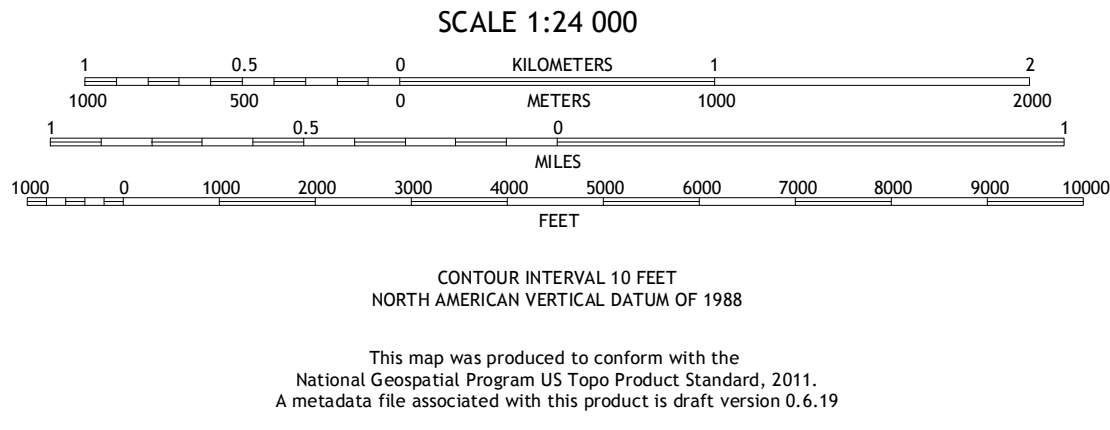 SCALE 1:24 000
1 0.5 0 KILOMETERS 1 2
1000 500 0 METERS 1000 2000
1 0.5 0 1
MILES
1000 0 1000 2000 3000 4000 5000 6000 7000 8000 9000 10000
FEET
CONTOUR INTERVAL 10 FEET
NORTH AMERICAN VERTICAL DATUM OF 1988
This map was produced to conform with the
National Geospatial Program US Topo Product Standard, 2011.
A metadata file associated with this product is draft version 0.6.19